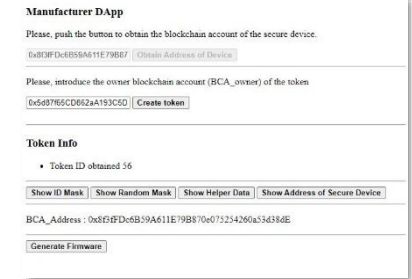 Manufacturer DApp
Please, push the button to obtain the blockchain account of the secure device.
0x8f3fFDc6B59A611E79B87 Obtain Address of Device
Please, introduce the owner blockchain account (BCA_owner) of the token
0x5d87f65CD862aA193C5D Create token
Token Info
• Token ID obtained 56
Show ID Mask Show Random Mask Show Helper Data Show Address of Secure Device
BCA_Address : 0x8f3fFDc6B59A611E79B870e075254260a53d38dE
Generate Firmware